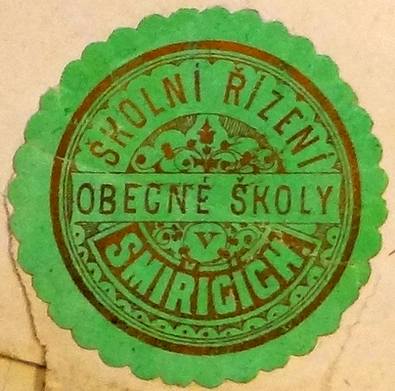 ŠKOLNÍ ŘÍZENÍ
OBECNÉ ŠKOLY
V
SMIŘICÍCH